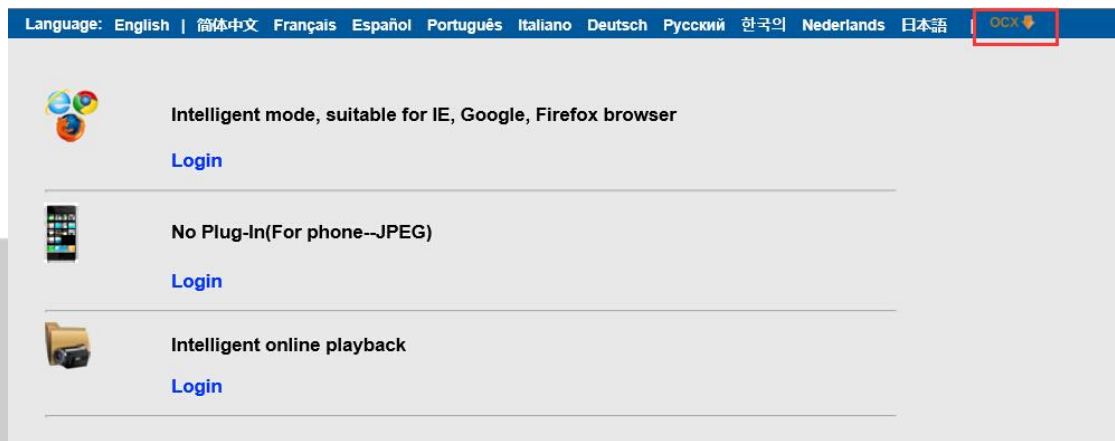 Language: English | 简体中文 Français Español Português Italiano Deutsch Русский 한국의 Nederlands 日本語 | OCX
Intelligent mode, suitable for IE, Google, Firefox browser
Login
No Plug-In(For phone--JPEG)
Login
Intelligent online playback
Login